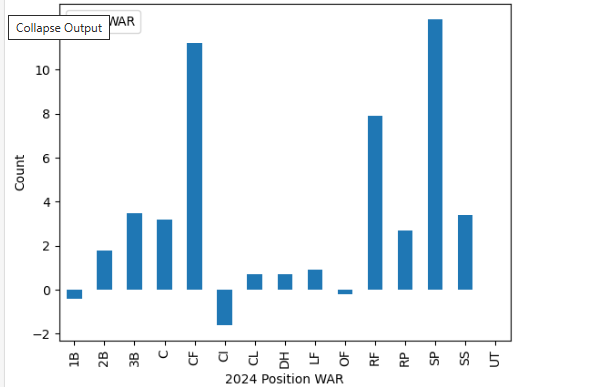 WAR
Collapse Output
10
8
6
4
2
0
−2
Count
1B
2B
3B
C
CF
CI
CL
DH
LF
OF
RF
RP
SP
SS
UT
2024 Position WAR